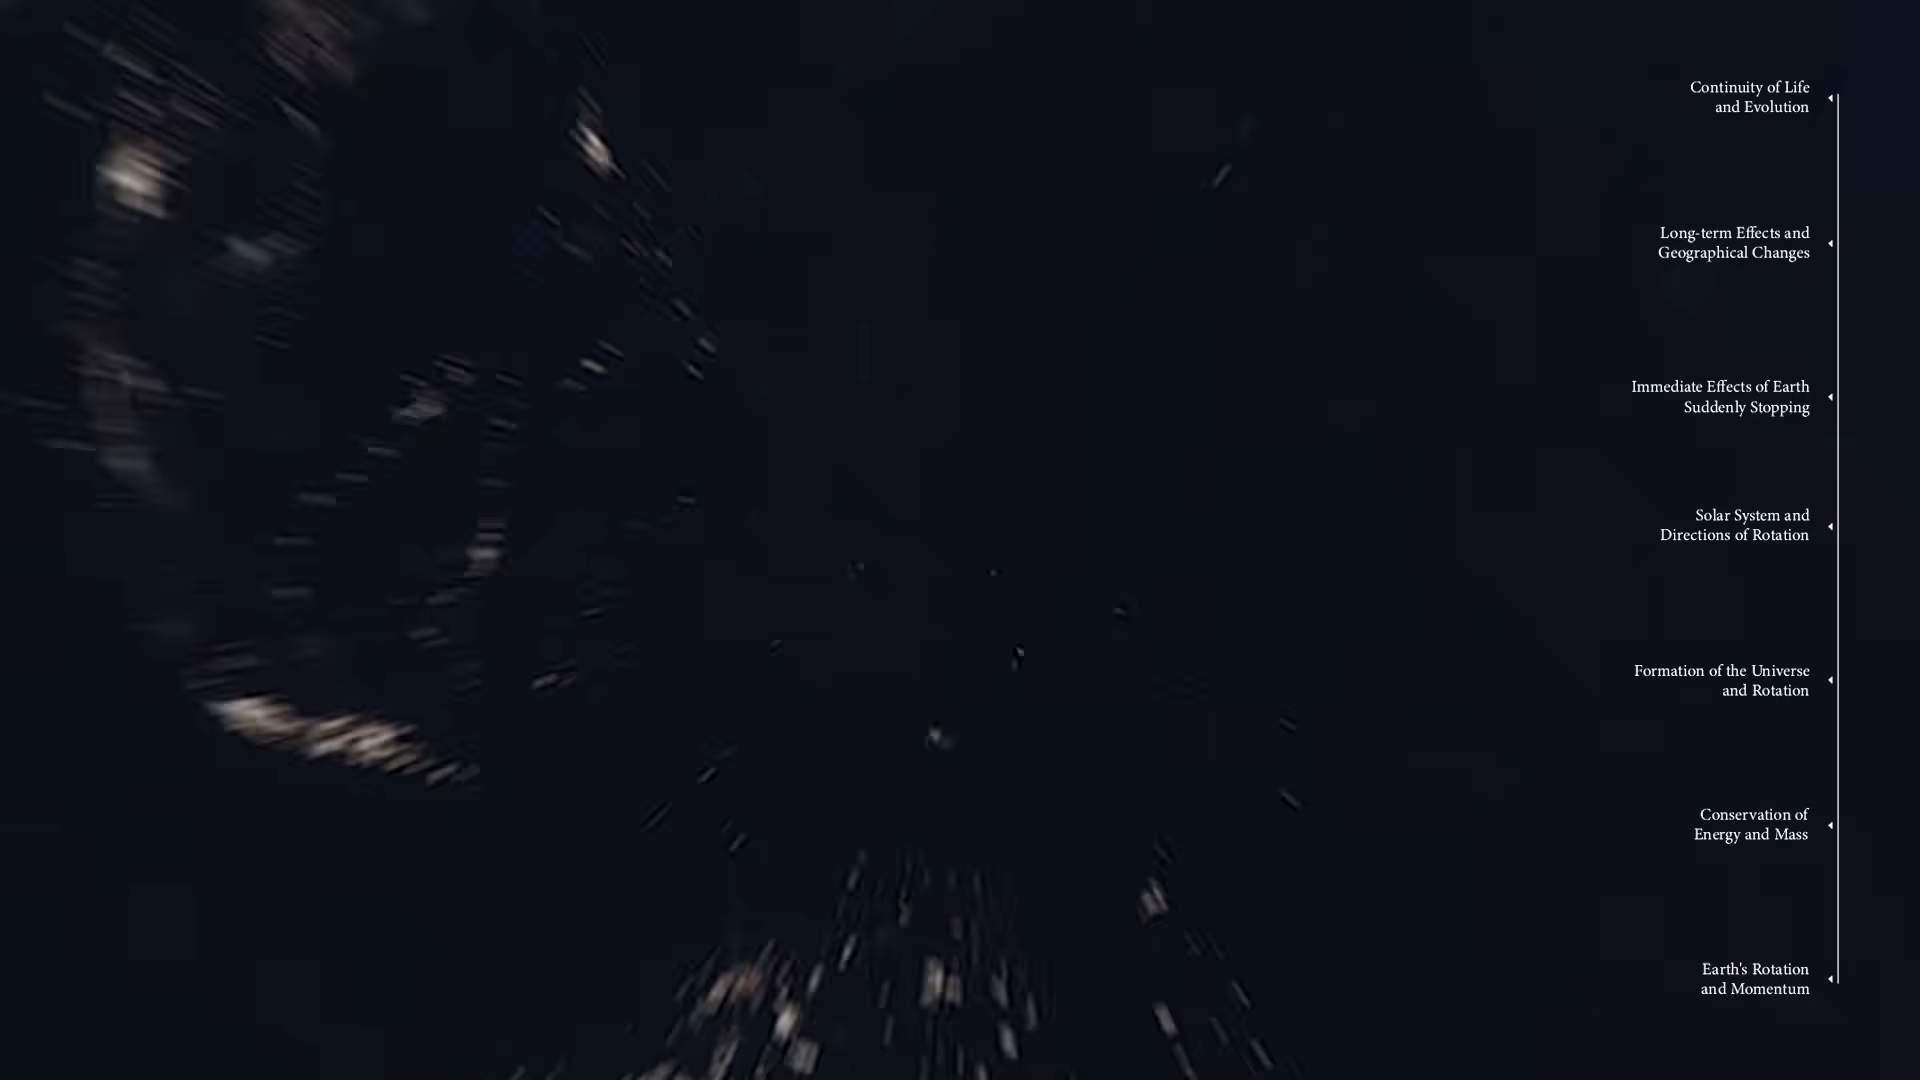 Continuity of Life
and Evolution
Long-term Effects and
Geographical Changes
Immediate Effects of Earth
Suddenly Stopping
Solar System and
Directions of Rotation
Formation of the Universe
and Rotation
Conservation of
Energy and Mass
Earth's Rotation
and Momentum